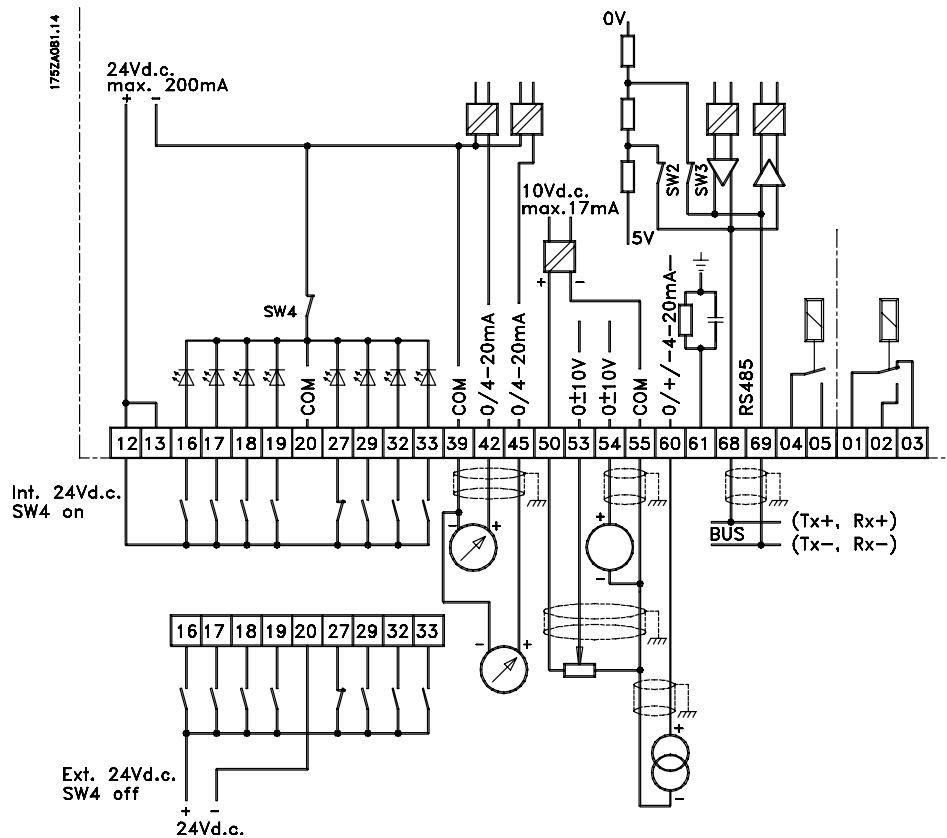 175ZA081.14
24Vd.c.
max. 200mA
+ −
0V
SW2
SW3
10Vd.c.
max.17mA
5V
+ −
SW4
COM
COM
0/4-20mA
0/4-20mA
0±10V
0±10V
COM
0/+/-4-20mA
RS485
12 13 16 17 18 19 20 27 29 32 33 39 42 45 50 53 54 55 60 61 68 69 04 05 01 02 03
Int. 24Vd.c.
SW4 on
− +
+
−
BUS
(Tx+, Rx+)
(Tx-, Rx-)
16 17 18 19 20 27 29 32 33
− +
+
−
Ext. 24Vd.c.
SW4 off
+ −
24Vd.c.